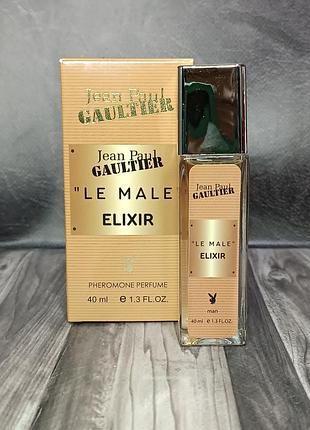 Jean Paul
GAULTIER
Jean Paul
GAULTIER
"LE MALE"
ELIXIR
PHEROMONE PERFUME
40 ml e 1.3 FL.OZ.
Jean Paul
GAULTIER
"LE MALE"
ELIXIR
man
40 ml e 1.3 FL.OZ.